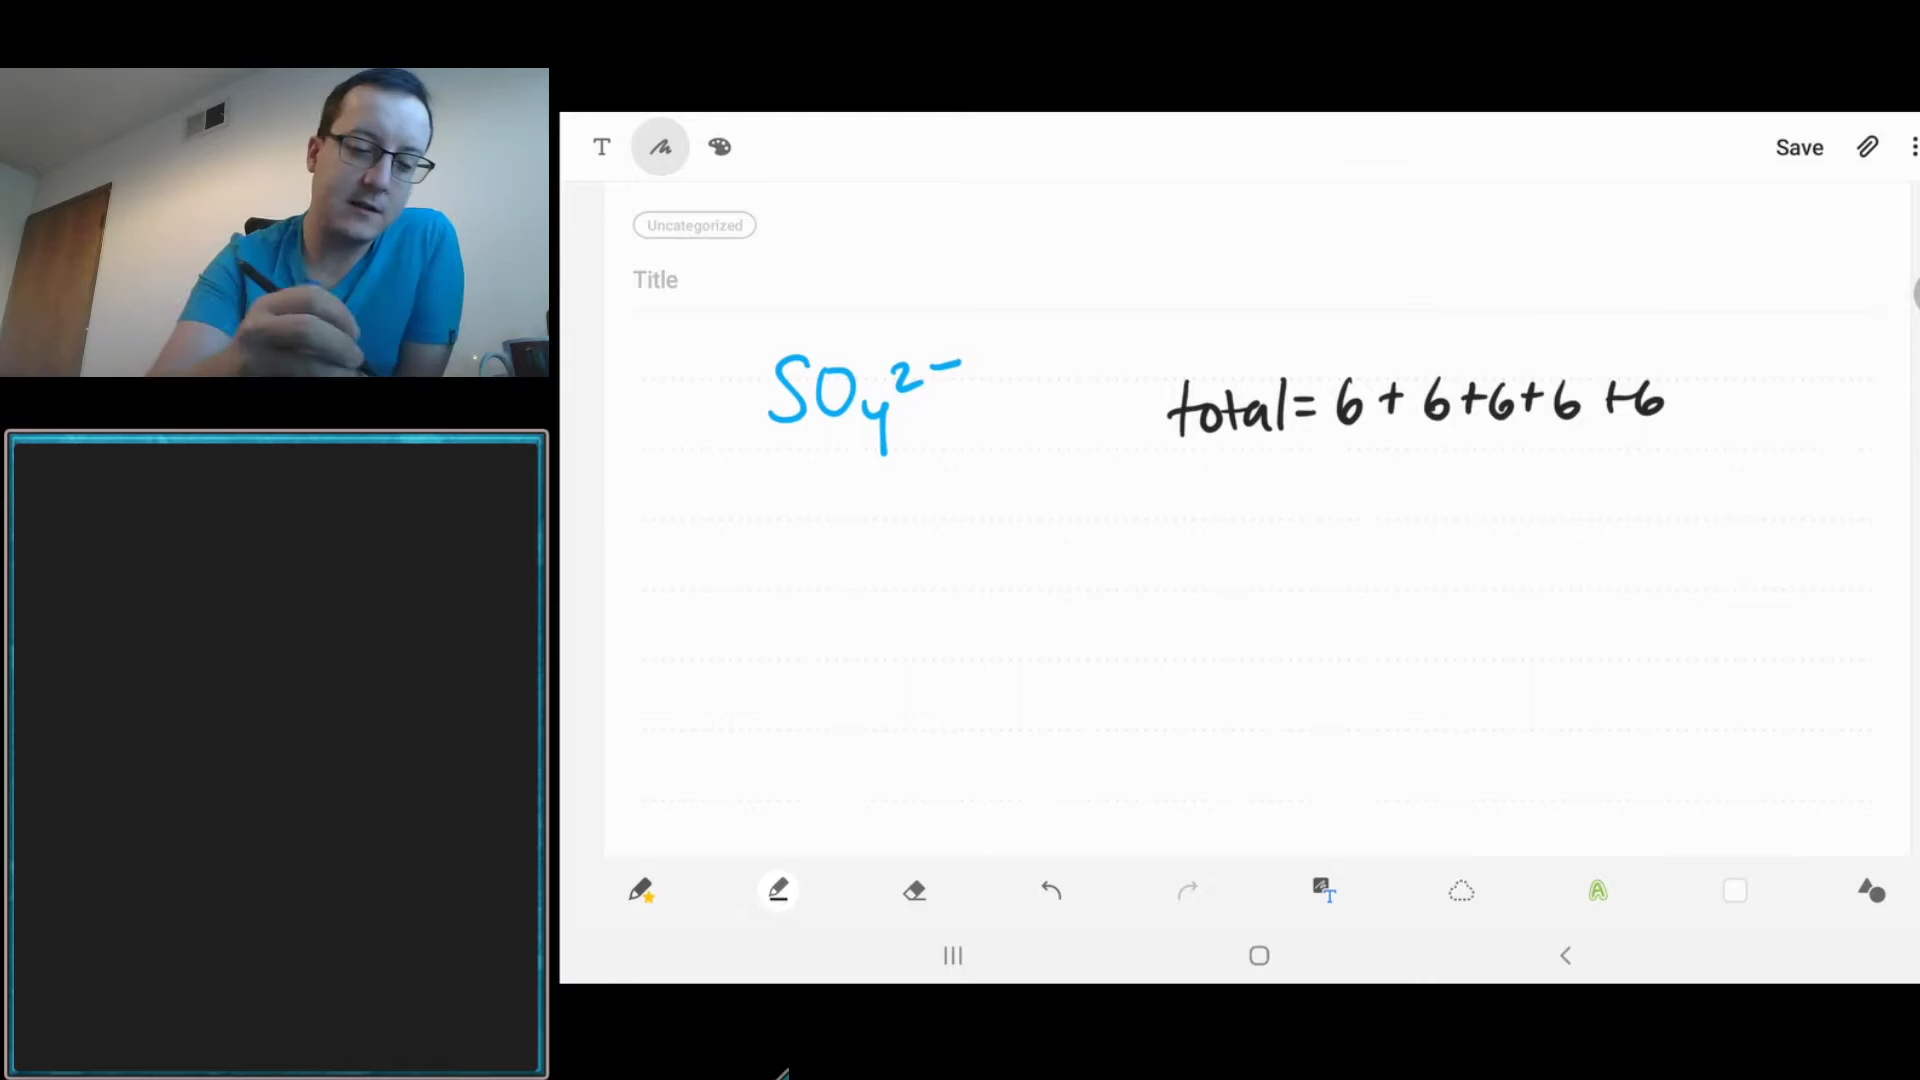 T
Save
Uncategorized
Title
SO₄²⁻
total= 6 + 6+6+6 +6